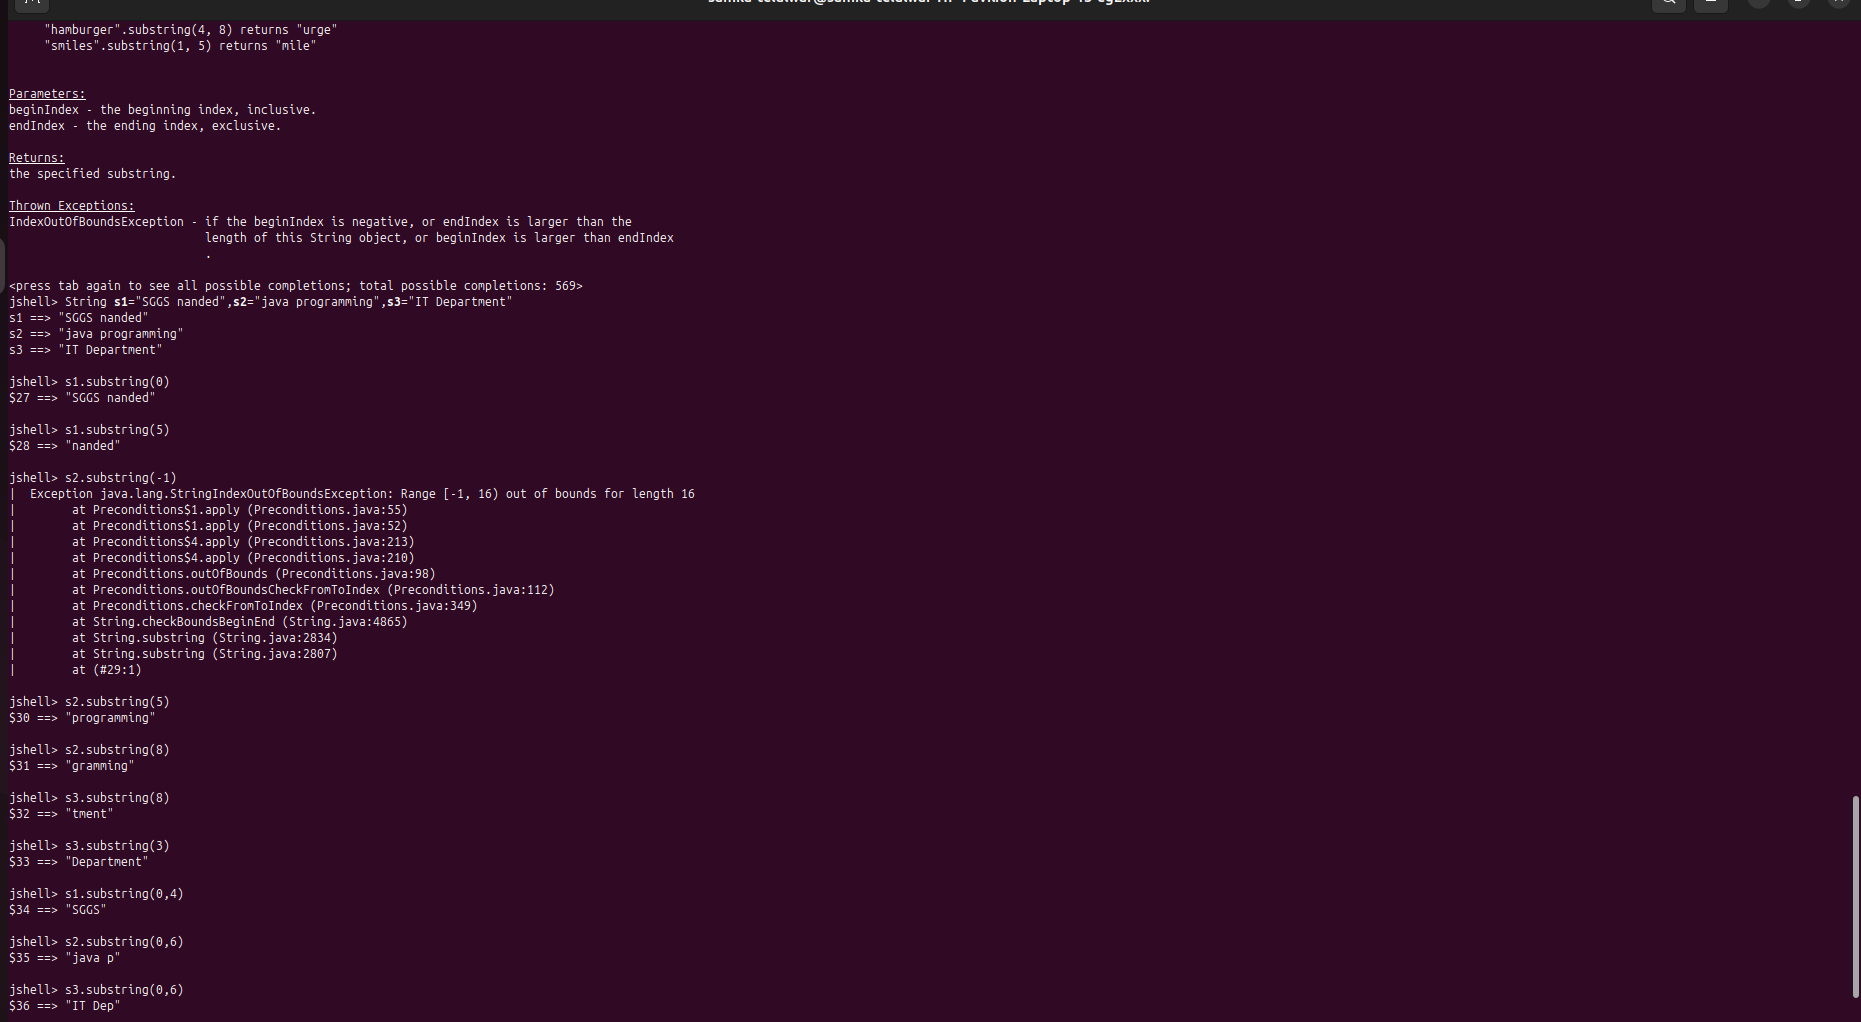 "hamburger".substring(4, 8) returns "urge"
"smiles".substring(1, 5) returns "mile"
Parameters:
beginIndex - the beginning index, inclusive.
endIndex - the ending index, exclusive.
Returns:
the specified substring.
Thrown Exceptions:
IndexOutOfBoundsException - if the beginIndex is negative, or endIndex is larger than the
length of this String object, or beginIndex is larger than endIndex
.
<press tab again to see all possible completions; total possible completions: 569>
jshell> String s1="SGGS nanded",s2="java programming",s3="IT Department"
s1 ==> "SGGS nanded"
s2 ==> "java programming"
s3 ==> "IT Department"
jshell> s1.substring(0)
$27 ==> "SGGS nanded"
jshell> s1.substring(5)
$28 ==> "nanded"
jshell> s2.substring(-1)
|  Exception java.lang.StringIndexOutOfBoundsException: Range [-1, 16) out of bounds for length 16
|        at Preconditions$1.apply (Preconditions.java:55)
|        at Preconditions$1.apply (Preconditions.java:52)
|        at Preconditions$4.apply (Preconditions.java:213)
|        at Preconditions$4.apply (Preconditions.java:210)
|        at Preconditions.outOfBounds (Preconditions.java:98)
|        at Preconditions.outOfBoundsCheckFromToIndex (Preconditions.java:112)
|        at Preconditions.checkFromToIndex (Preconditions.java:349)
|        at String.checkBoundsBeginEnd (String.java:4865)
|        at String.substring (String.java:2834)
|        at String.substring (String.java:2807)
|        at (#29:1)
jshell> s2.substring(5)
$30 ==> "programming"
jshell> s2.substring(8)
$31 ==> "gramming"
jshell> s3.substring(8)
$32 ==> "tment"
jshell> s3.substring(3)
$33 ==> "Department"
jshell> s1.substring(0,4)
$34 ==> "SGGS"
jshell> s2.substring(0,6)
$35 ==> "java p"
jshell> s3.substring(0,6)
$36 ==> "IT Dep"